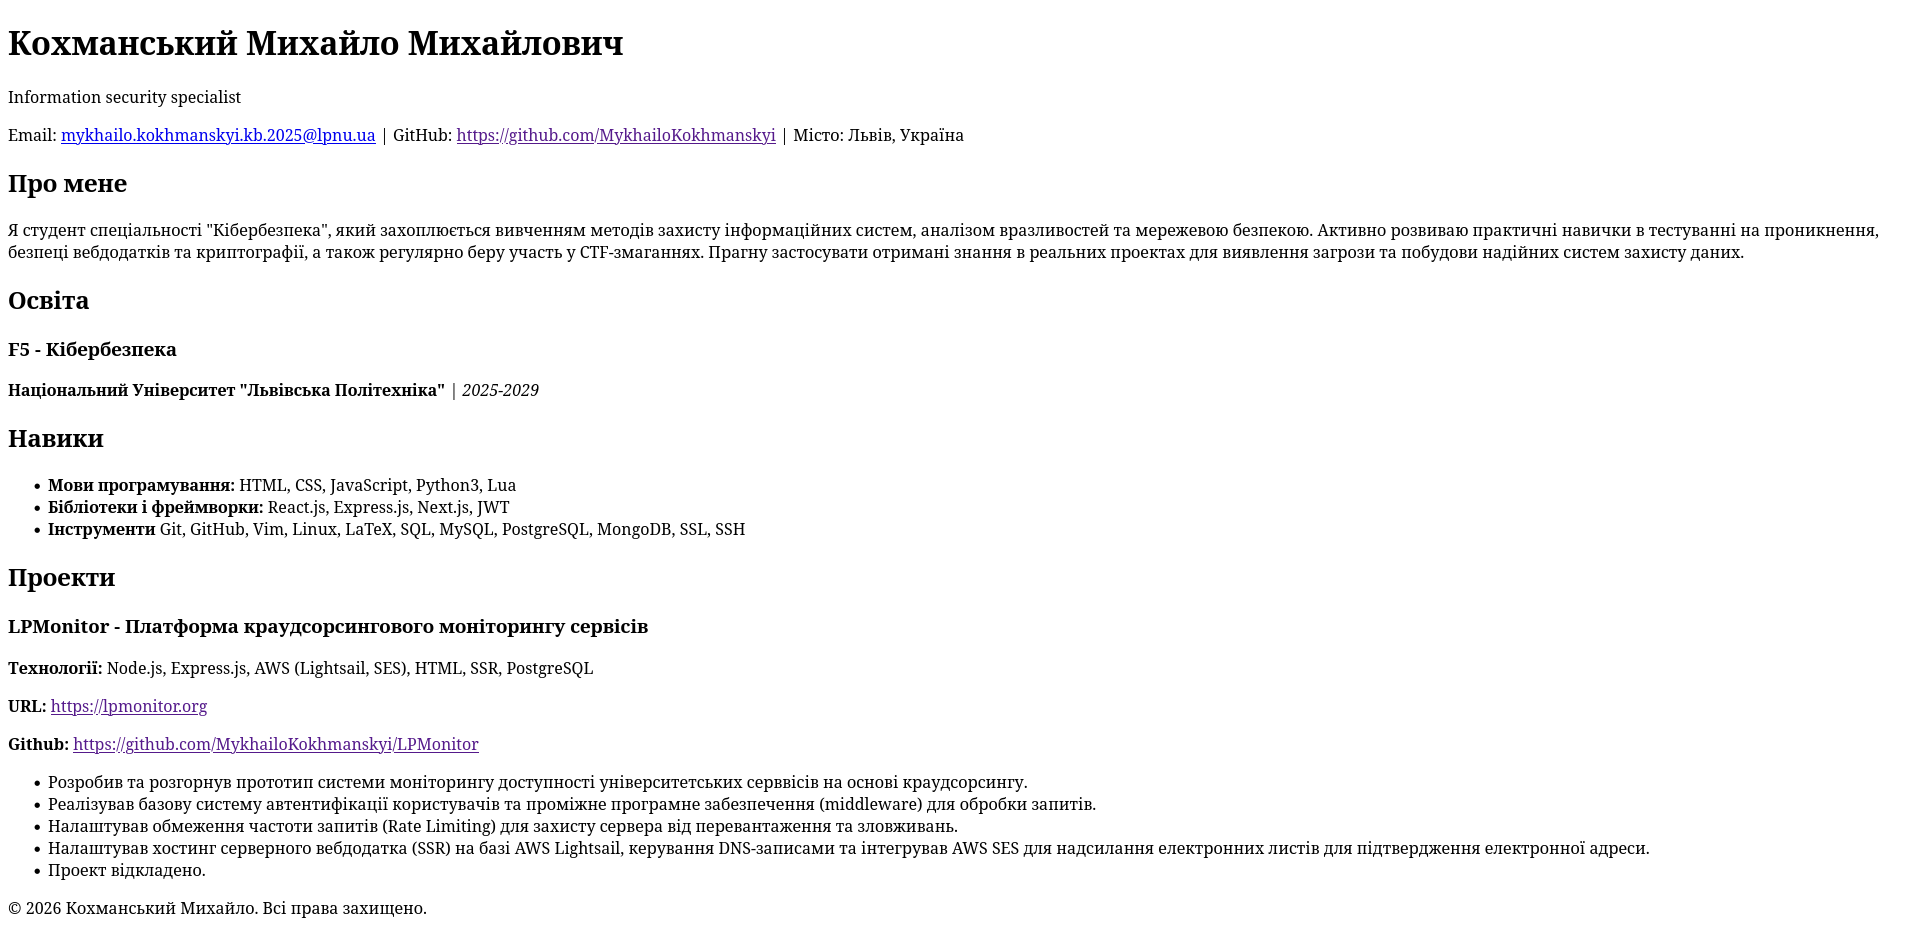 Кохманський Михайло Михайлович
Information security specialist
Email: mykhailo.kokhmanskyi.kb.2025@lpnu.ua | GitHub: https://github.com/MykhailoKokhmanskyi | Місто: Львів, Україна
Про мене
Я студент спеціальності "Кібербезпека", який захоплюється вивченням методів захисту інформаційних систем, аналізом вразливостей та мережевою безпекою. Активно розвиваю практичні навички в тестуванні на проникнення,
безпеці вебдодатків та криптографії, а також регулярно беру участь у CTF-змаганнях. Прагну застосувати отримані знання в реальних проектах для виявлення загрози та побудови надійних систем захисту даних.
Освіта
F5 - Кібербезпека
Національний Університет "Львівська Політехніка" | 2025-2029
Навики
• Мови програмування: HTML, CSS, JavaScript, Python3, Lua
• Бібліотеки і фреймворки: React.js, Express.js, Next.js, JWT
• Інструменти Git, GitHub, Vim, Linux, LaTeX, SQL, MySQL, PostgreSQL, MongoDB, SSL, SSH
Проекти
LPMonitor - Платформа краудсорсингового моніторингу сервісів
Технології: Node.js, Express.js, AWS (Lightsail, SES), HTML, SSR, PostgreSQL
URL: https://lpmonitor.org
Github: https://github.com/MykhailoKokhmanskyi/LPMonitor
• Розробив та розгорнув прототип системи моніторингу доступності університетських серввісів на основі краудсорсингу.
• Реалізував базову систему автентифікації користувачів та проміжне програмне забезпечення (middleware) для обробки запитів.
• Налаштував обмеження частоти запитів (Rate Limiting) для захисту сервера від перевантаження та зловживань.
• Налаштував хостинг серверного вебдодатка (SSR) на базі AWS Lightsail, керування DNS-записами та інтегрував AWS SES для надсилання електронних листів для підтвердження електронної адреси.
• Проект відкладено.
© 2026 Кохманський Михайло. Всі права захищено.